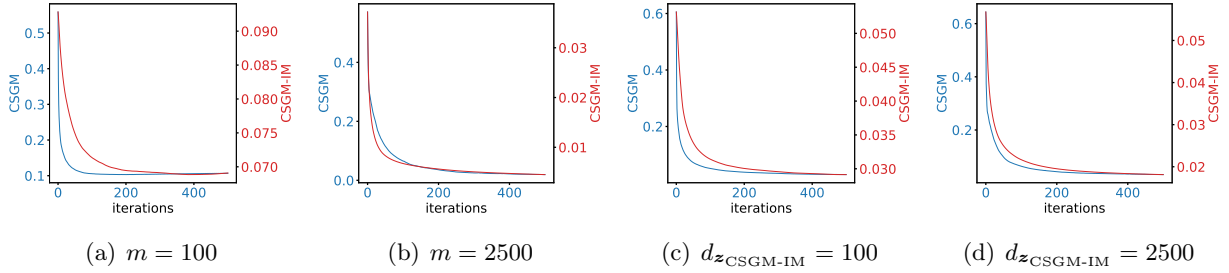 0.5
0.4
0.3
0.2
0.1
CSGM
0.090
0.085
0.080
0.075
0.070
CSGM-IM
0
200
400
iterations
(a) m = 100
0.4
0.2
0.0
CSGM
0.03
0.02
0.01
CSGM-IM
0
200
400
iterations
(b) m = 2500
0.6
0.4
0.2
CSGM
0.050
0.045
0.040
0.035
0.030
CSGM-IM
0
200
400
iterations
(c) d_{z_{CSGM-IM}} = 100
0.6
0.4
0.2
CSGM
0.05
0.04
0.03
0.02
CSGM-IM
0
200
400
iterations
(d) d_{z_{CSGM-IM}} = 2500